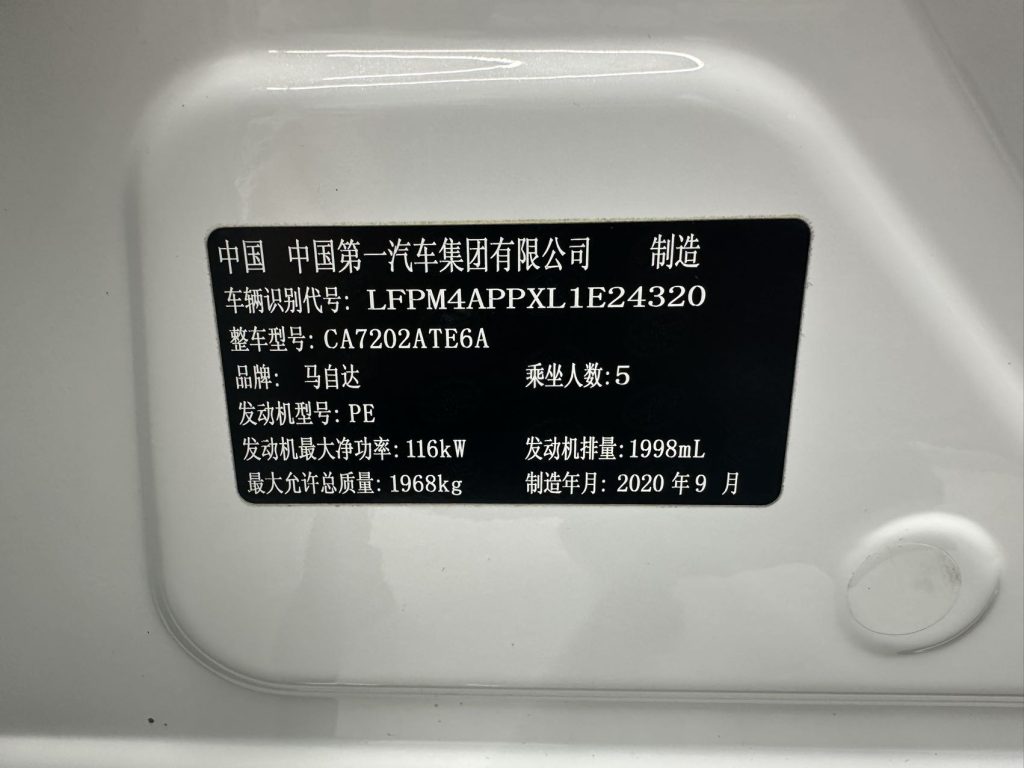 中国 中国第一汽车集团有限公司 制造
车辆识别代号: LFPM4APPXL1E24320
整车型号: CA7202ATE6A
品牌: 马自达 乘坐人数:5
发动机型号: PE
发动机最大净功率: 116kW 发动机排量: 1998mL
最大允许总质量: 1968kg 制造年月: 2020 年 9 月